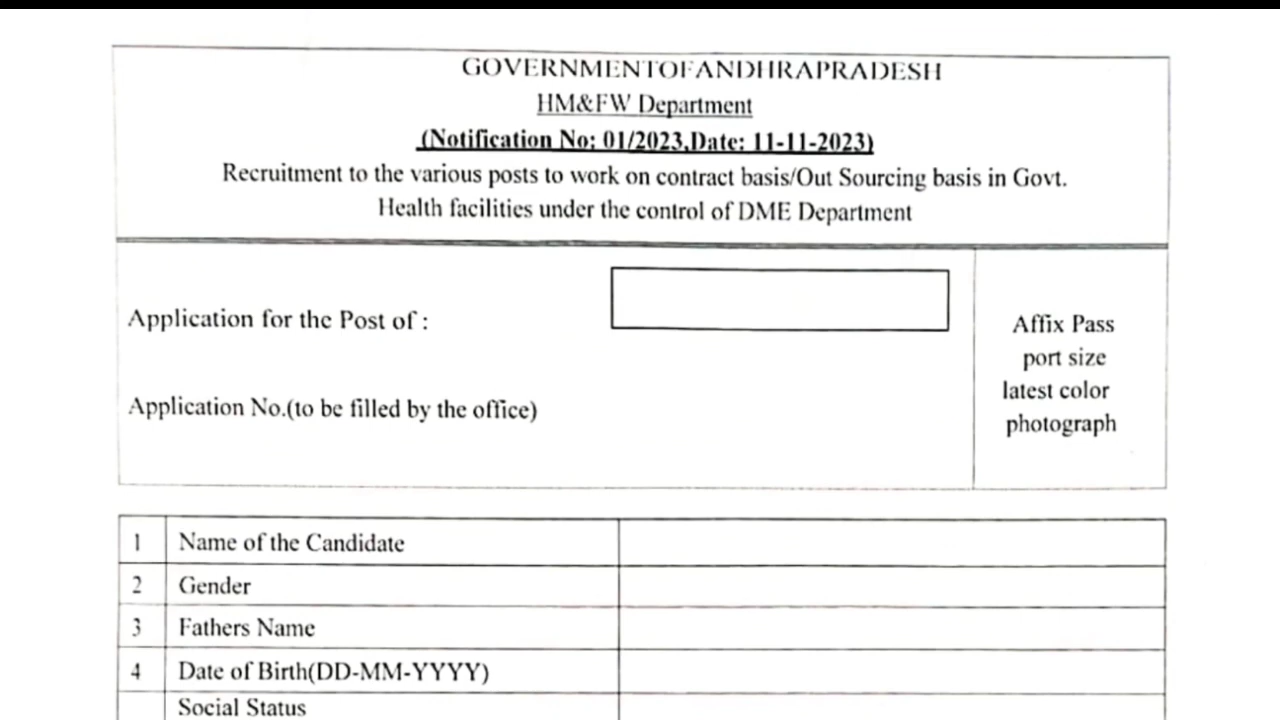 GOVERNMENTOFANDHRAPRADESH
HM&FW Department
(Notification No: 01/2023,Date: 11-11-2023)
Recruitment to the various posts to work on contract basis/Out Sourcing basis in Govt.
Health facilities under the control of DME Department
Application for the Post of :
Application No.(to be filled by the office)
Affix Pass
port size
latest color
photograph
1 Name of the Candidate
2 Gender
3 Fathers Name
4 Date of Birth(DD-MM-YYYY)
Social Status